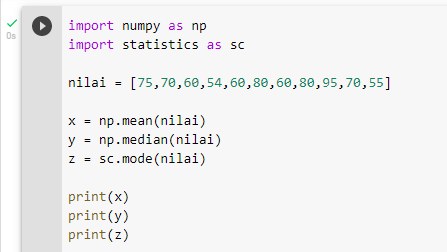 0s
import numpy as np
import statistics as sc
nilai = [75,70,60,54,60,80,60,80,95,70,55]
x = np.mean(nilai)
y = np.median(nilai)
z = sc.mode(nilai)
print(x)
print(y)
print(z)